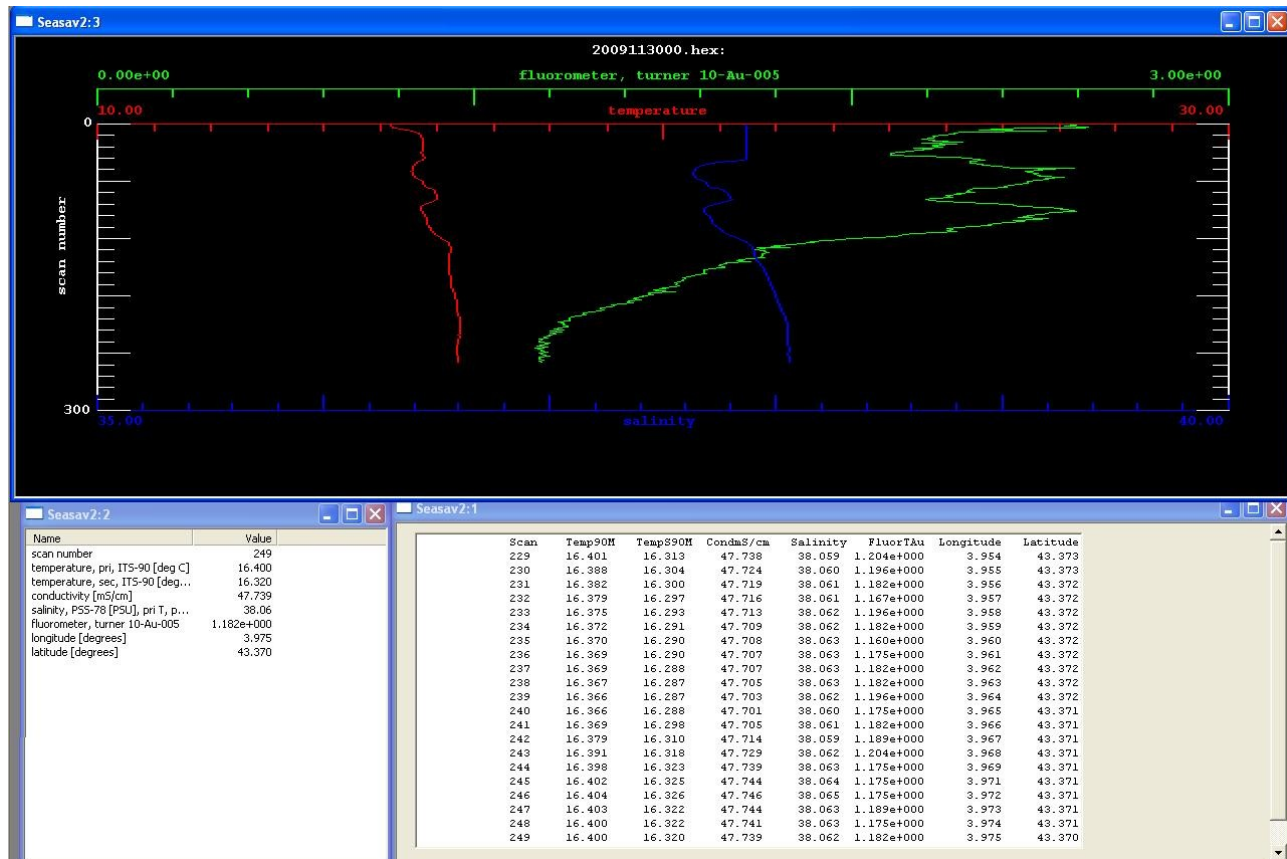 Seasav2:3
2009113000.hex:
0.00e+00 fluorometer, turner 10-Au-005 3.00e+00
10.00 temperature 30.00
0
scan number
300
35.00 salinity 40.00
Seasav2:2
Name Value
scan number 249
temperature, pri, ITS-90 [deg C] 16.400
temperature, sec, ITS-90 [deg... 16.320
conductivity [mS/cm] 47.739
salinity, PSS-78 [PSU], pri T, p... 38.06
fluorometer, turner 10-Au-005 1.182e+000
longitude [degrees] 3.975
latitude [degrees] 43.370
Seasav2:1
Scan Temp90M TempS90M CondmS/cm Salinity FluorTAu Longitude Latitude
229 16.401 16.313 47.738 38.059 1.204e+000 3.954 43.373
230 16.388 16.304 47.724 38.060 1.196e+000 3.955 43.373
231 16.382 16.300 47.719 38.061 1.182e+000 3.956 43.372
232 16.379 16.297 47.716 38.061 1.167e+000 3.957 43.372
233 16.375 16.293 47.713 38.062 1.196e+000 3.958 43.372
234 16.372 16.291 47.709 38.062 1.182e+000 3.959 43.372
235 16.370 16.290 47.708 38.063 1.160e+000 3.960 43.372
236 16.369 16.290 47.707 38.063 1.175e+000 3.961 43.372
237 16.369 16.288 47.707 38.063 1.182e+000 3.962 43.372
238 16.367 16.287 47.705 38.063 1.182e+000 3.963 43.372
239 16.366 16.287 47.703 38.062 1.196e+000 3.964 43.372
240 16.366 16.288 47.701 38.060 1.175e+000 3.965 43.371
241 16.369 16.298 47.705 38.061 1.182e+000 3.966 43.371
242 16.379 16.310 47.714 38.059 1.189e+000 3.967 43.371
243 16.391 16.318 47.729 38.062 1.204e+000 3.968 43.371
244 16.398 16.323 47.739 38.063 1.175e+000 3.969 43.371
245 16.402 16.325 47.744 38.064 1.175e+000 3.971 43.371
246 16.404 16.326 47.746 38.065 1.175e+000 3.972 43.371
247 16.403 16.322 47.744 38.063 1.189e+000 3.973 43.371
248 16.400 16.322 47.741 38.063 1.175e+000 3.974 43.371
249 16.400 16.320 47.739 38.062 1.182e+000 3.975 43.370